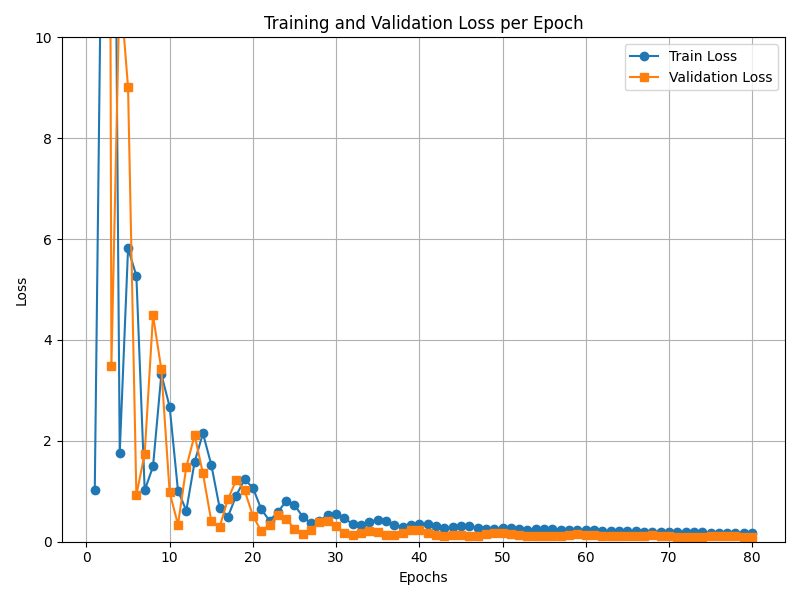 Training and Validation Loss per Epoch
Train Loss
Validation Loss
Loss
10
8
6
4
2
0
0 10 20 30 40 50 60 70 80
Epochs